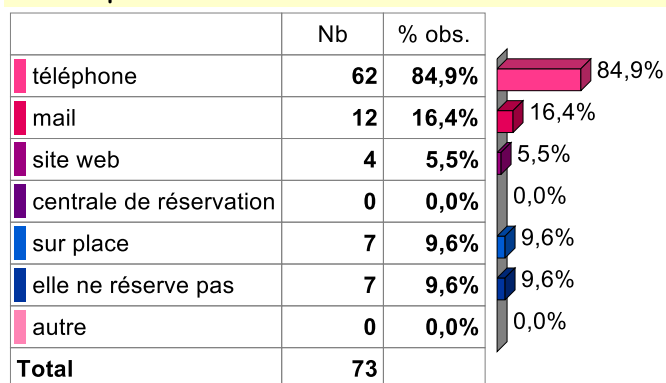 Nb % obs.
téléphone 62 84,9% 84,9%
mail 12 16,4% 16,4%
site web 4 5,5% 5,5%
centrale de réservation 0 0,0% 0,0%
sur place 7 9,6% 9,6%
elle ne réserve pas 7 9,6% 9,6%
autre 0 0,0% 0,0%
Total 73